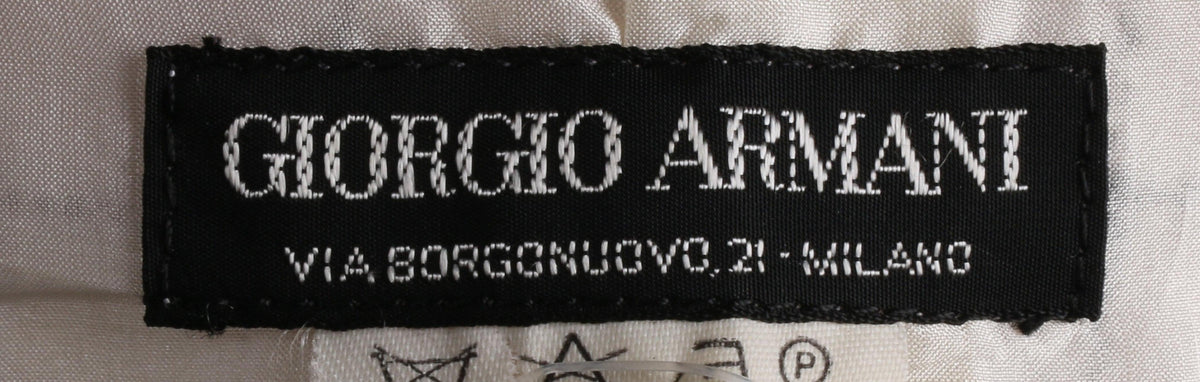 GIORGIO ARMANI
VIA BORGONUOVO, 21 - MILANO
P